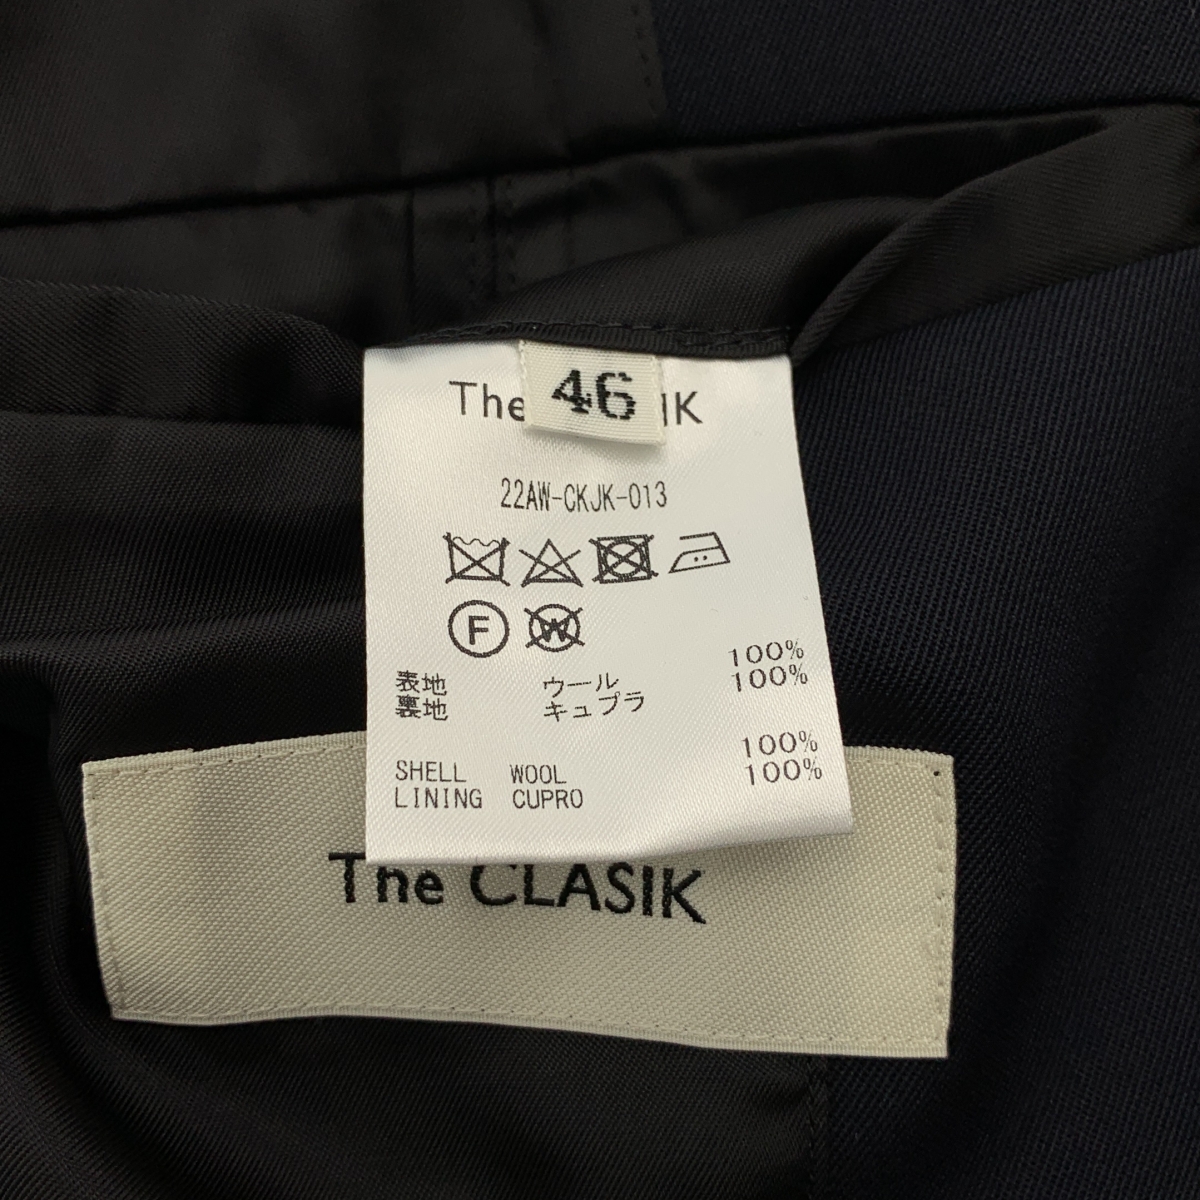 The IK
46
22AW-CKJK-013
F W
表地 ウール 100%
裏地 キュプラ 100%
SHELL WOOL 100%
LINING CUPRO 100%
The CLASIK